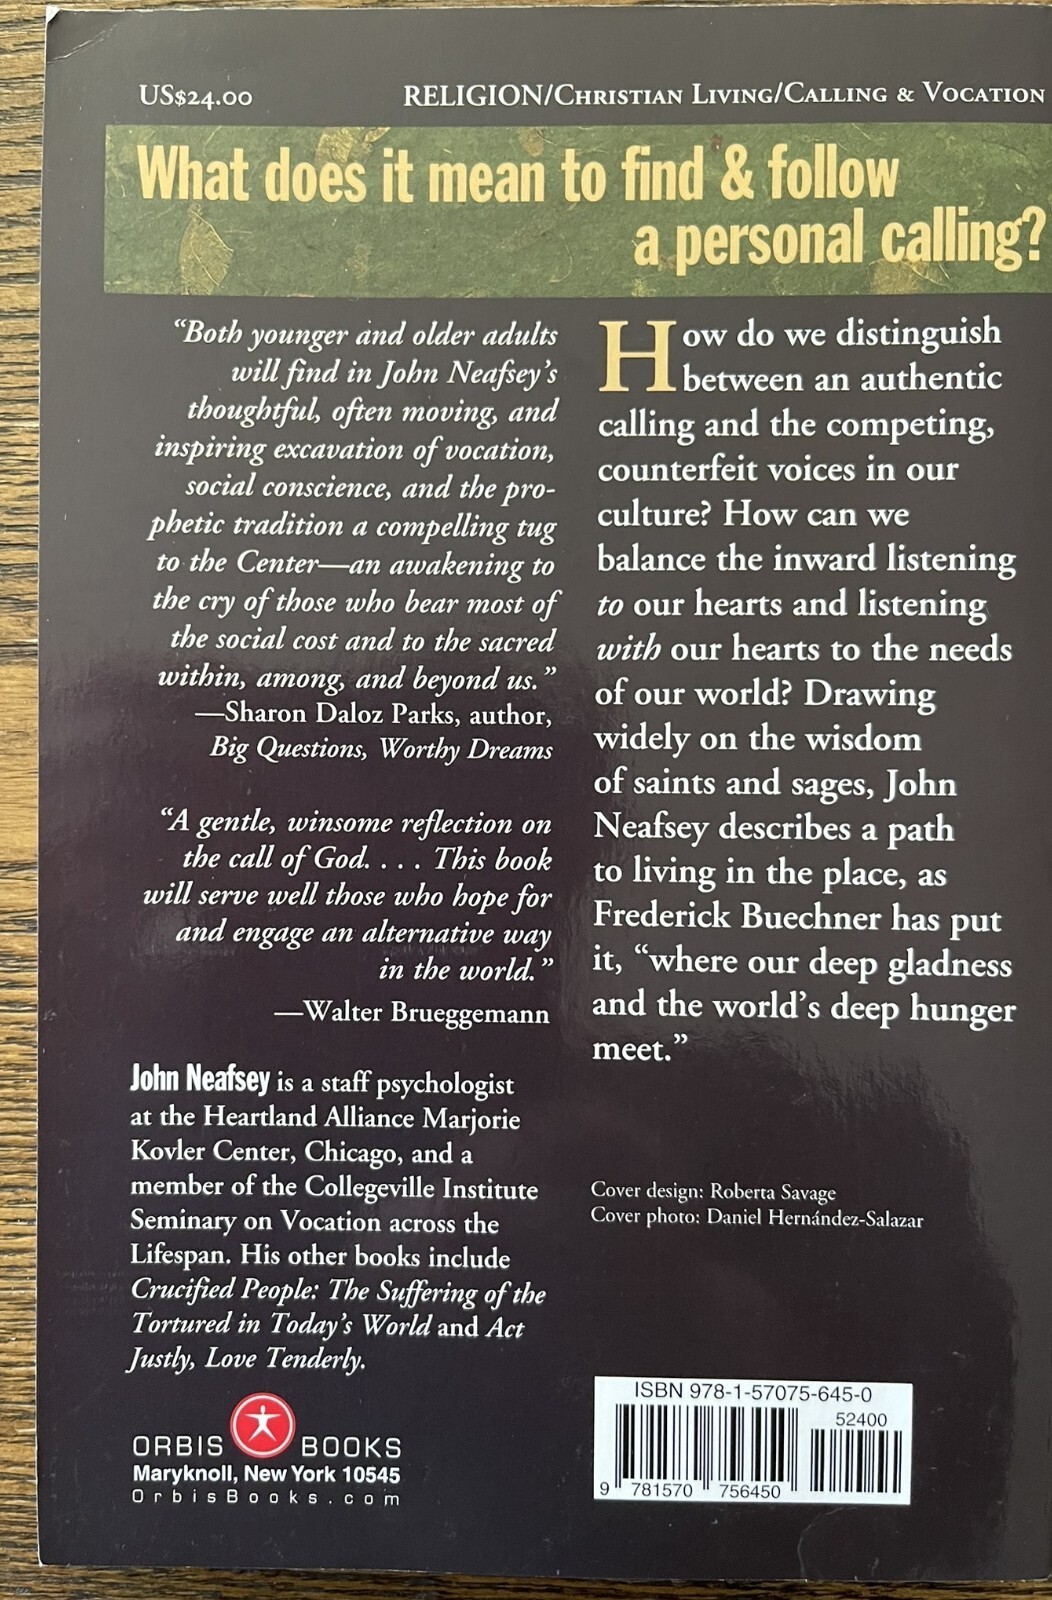 US$24.00
RELIGION/Christian Living/Calling & Vocation
What does it mean to find & follow
a personal calling?
“Both younger and older adults
will find in John Neafsey’s
thoughtful, often moving, and
inspiring excavation of vocation,
social conscience, and the pro-
phetic tradition a compelling tug
to the Center—an awakening to
the cry of those who bear most of
the social cost and to the sacred
within, among, and beyond us.”
—Sharon Daloz Parks, author,
Big Questions, Worthy Dreams
“A gentle, winsome reflection on
the call of God. . . . This book
will serve well those who hope for
and engage an alternative way
in the world.”
—Walter Brueggemann
John Neafsey is a staff psychologist
at the Heartland Alliance Marjorie
Kovler Center, Chicago, and a
member of the Collegeville Institute
Seminary on Vocation across the
Lifespan. His other books include
Crucified People: The Suffering of the
Tortured in Today’s World and Act
Justly, Love Tenderly.
ORBIS BOOKS
Maryknoll, New York 10545
OrbisBooks.com
How do we distinguish
between an authentic
calling and the competing,
counterfeit voices in our
culture? How can we
balance the inward listening
to our hearts and listening
with our hearts to the needs
of our world? Drawing
widely on the wisdom
of saints and sages, John
Neafsey describes a path
to living in the place, as
Frederick Buechner has put
it, “where our deep gladness
and the world’s deep hunger
meet.”
Cover design: Roberta Savage
Cover photo: Daniel Hernández-Salazar
ISBN 978-1-57075-645-0
52400
9 781570 756450